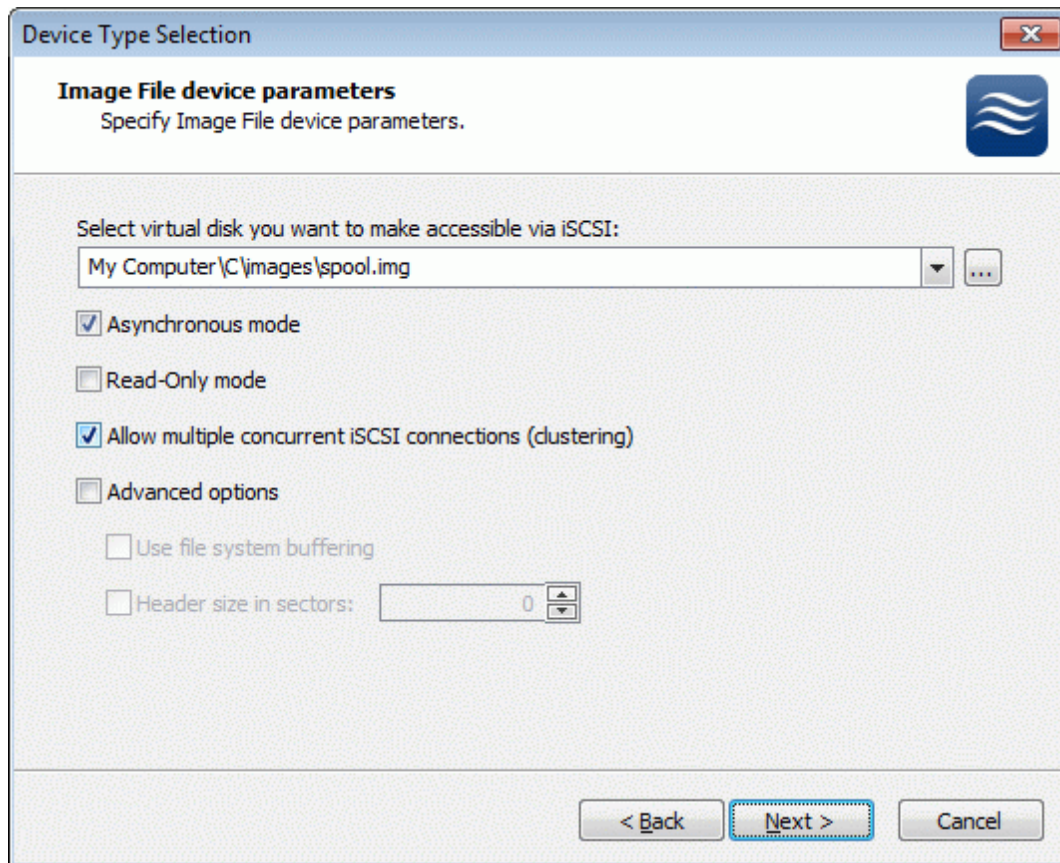 Device Type Selection
Image File device parameters
Specify Image File device parameters.
Select virtual disk you want to make accessible via iSCSI:
My Computer\C\images\spool.img
...
Asynchronous mode
Read-Only mode
Allow multiple concurrent iSCSI connections (clustering)
Advanced options
Use file system buffering
Header size in sectors: 0
< Back Next > Cancel